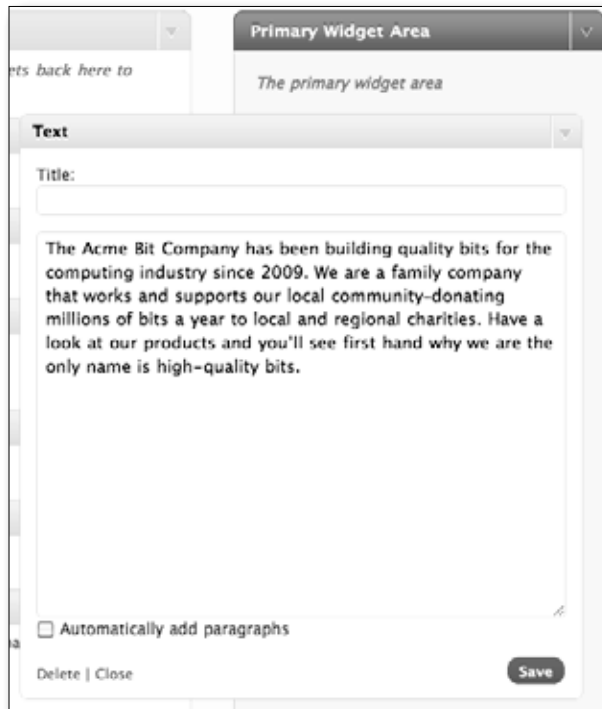 Primary Widget Area
ets back here to
The primary widget area
Text
Title:
The Acme Bit Company has been building quality bits for the
computing industry since 2009. We are a family company
that works and supports our local community-donating
millions of bits a year to local and regional charities. Have a
look at our products and you'll see first hand why we are the
only name is high-quality bits.
Automatically add paragraphs
Delete | Close
Save